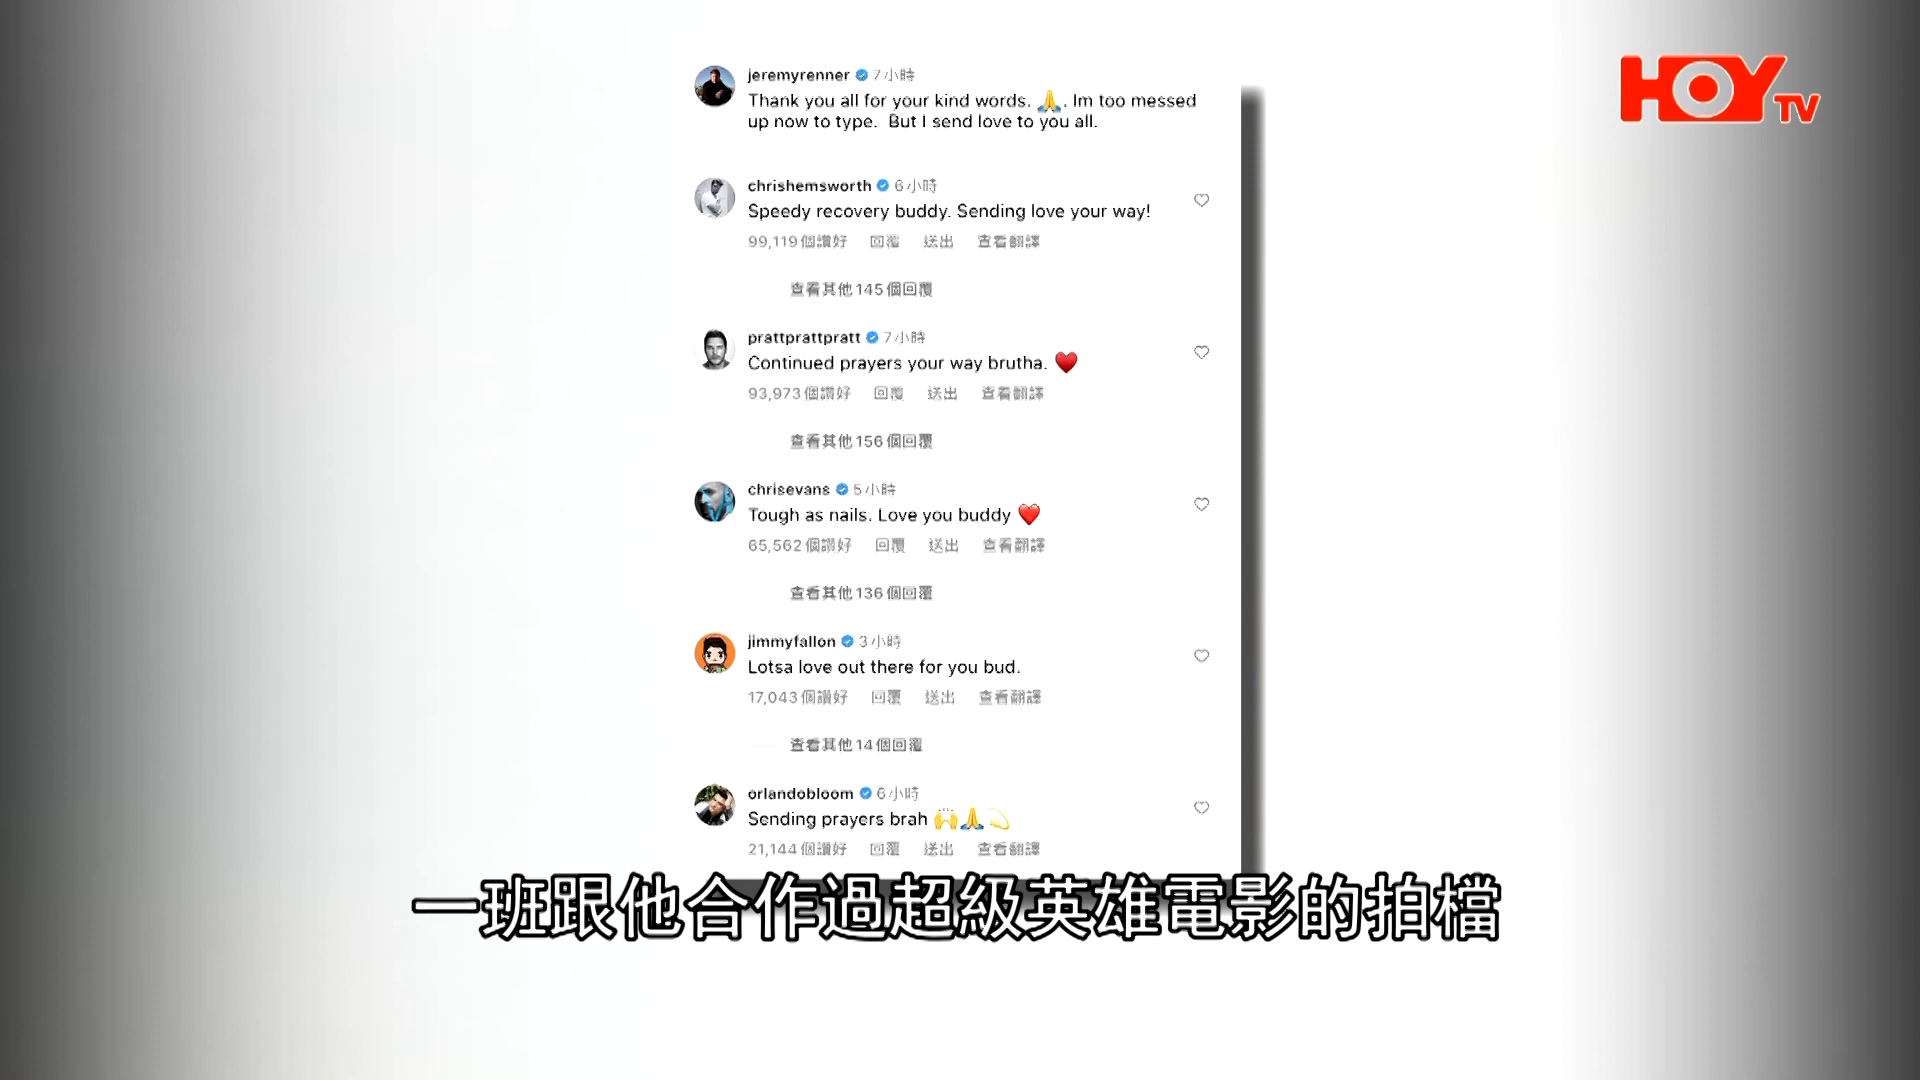 HOY TV
jeremyrenner 7小時
Thank you all for your kind words. 🙏. Im too messed
up now to type. But I send love to you all.
chrishemsworth 6小時
Speedy recovery buddy. Sending love your way!
99,119個讚好 回覆 送出 查看翻譯
查看其他145個回覆
prattprattpratt 7小時
Continued prayers your way brutha. ❤️
93,973個讚好 回覆 送出 查看翻譯
查看其他156個回覆
chrisevans 5小時
Tough as nails. Love you buddy ❤️
65,562個讚好 回覆 送出 查看翻譯
查看其他136個回覆
jimmyfallon 3小時
Lotsa love out there for you bud.
17,043個讚好 回覆 送出 查看翻譯
查看其他14個回覆
orlandobloom 6小時
Sending prayers brah 🙌🙏💫
21,144個讚好 回覆 送出 查看翻譯
一班跟他合作過超級英雄電影的拍檔